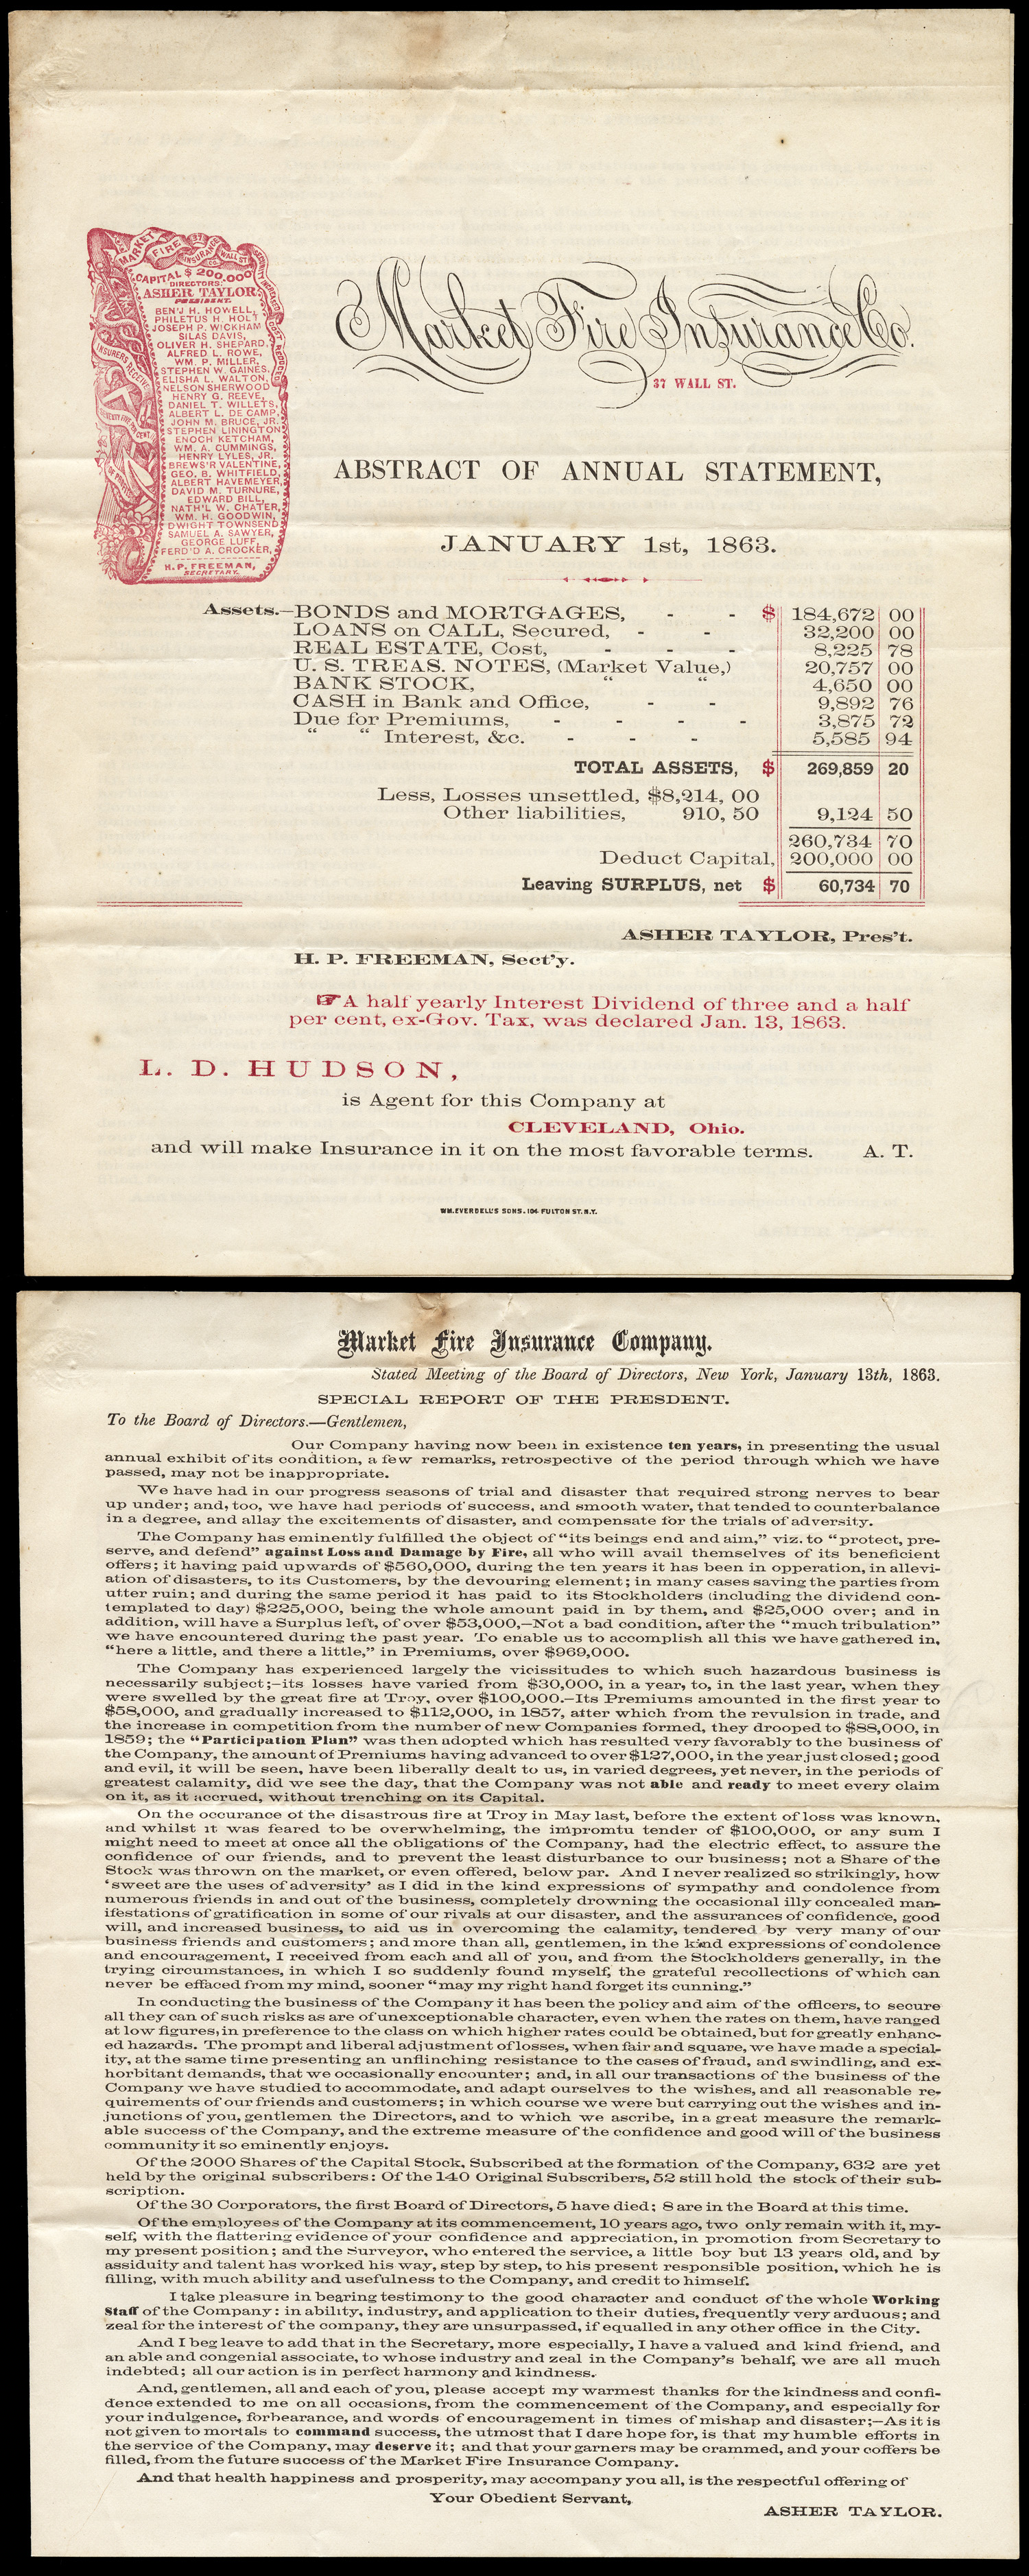 MARKET FIRE INSURANCE CO. 37 WALL ST. SECURITY INCREASED COST REDUCED
INSURERS RECEIVE
SEVENTY FIVE PER CENT
OF PROFITS
CAPITAL $ 200.000
DIRECTORS:
ASHER TAYLOR
PRESIDENT.
BEN'J H. HOWELL,
PHILETUS H. HOLT
JOSEPH P. WICKHAM
SILAS DAVIS,
OLIVER H. SHEPARD,
ALFRED L. ROWE,
WM. P. MILLER,
STEPHEN W. GAINES,
ELISHA L. WALTON,
NELSON SHERWOOD
HENRY G. REEVE,
DANIEL T. WILLETS,
ALBERT L. DE CAMP,
JOHN M. BRUCE, JR.
STEPHEN LININGTON
ENOCH KETCHAM,
WM. A. CUMMINGS,
HENRY LYLES, JR.
BREWS'R VALENTINE,
GEO. B. WHITFIELD,
ALBERT HAVEMEYER,
DAVID M. TURNURE,
EDWARD BILL,
NATH'L W. CHATER,
WM. H. GOODWIN,
DWIGHT TOWNSEND
SAMUEL A. SAWYER,
GEORGE LUFF,
FERD'D A. CROCKER,
H. P. FREEMAN,
SECRETARY.
Market Fire Insurance Co.
37 WALL ST.
ABSTRACT OF ANNUAL STATEMENT,
JANUARY 1st, 1863.
Assets.—BONDS and MORTGAGES, - - $ 184,672 00
LOANS on CALL, Secured, - - 32,200 00
REAL ESTATE, Cost, - - - 8,225 78
U. S. TREAS. NOTES, (Market Value,) 20,757 00
BANK STOCK, " " 4,650 00
CASH in Bank and Office, - - 9,892 76
Due for Premiums, - - - - 3,875 72
" " Interest, &c. - - - 5,585 94
TOTAL ASSETS, $ 269,859 20
Less, Losses unsettled, $8,214, 00
Other liabilities, 910, 50 9,124 50
260,734 70
Deduct Capital, 200,000 00
Leaving SURPLUS, net $ 60,734 70
ASHER TAYLOR, Pres't.
H. P. FREEMAN, Sect'y.
☞ A half yearly Interest Dividend of three and a half
per cent, ex-Gov. Tax, was declared Jan. 13, 1863.
L. D. HUDSON,
is Agent for this Company at
CLEVELAND, Ohio.
and will make Insurance in it on the most favorable terms. A. T.
WM. EVERDELL'S SONS. 104 FULTON ST. N.Y.
Market Fire Insurance Company.
Stated Meeting of the Board of Directors, New York, January 13th, 1863.
SPECIAL REPORT OF THE PRESDENT.
To the Board of Directors.—Gentlemen,
Our Company having now been in existence ten years, in presenting the usual
annual exhibit of its condition, a few remarks, retrospective of the period through which we have
passed, may not be inappropriate.
We have had in our progress seasons of trial and disaster that required strong nerves to bear
up under; and, too, we have had periods of success, and smooth water, that tended to counterbalance
in a degree, and allay the excitements of disaster, and compensate for the trials of adversity.
The Company has eminently fulfilled the object of "its beings end and aim," viz. to "protect, pre-
serve, and defend" against Loss and Damage by Fire, all who will avail themselves of its beneficient
offers; it having paid upwards of $560,000, during the ten years it has been in opperation, in allevi-
ation of disasters, to its Customers, by the devouring element; in many cases saving the parties from
utter ruin; and during the same period it has paid to its Stockholders (including the dividend con-
templated to day) $225,000, being the whole amount paid in by them, and $25,000 over; and in
addition, will have a Surplus left, of over $53,000,—Not a bad condition, after the "much tribulation"
we have encountered during the past year. To enable us to accomplish all this we have gathered in,
"here a little, and there a little," in Premiums, over $969,000.
The Company has experienced largely the vicissitudes to which such hazardous business is
necessarily subject;—its losses have varied from $30,000, in a year, to, in the last year, when they
were swelled by the great fire at Troy, over $100,000.—Its Premiums amounted in the first year to
$58,000, and gradually increased to $112,000, in 1857, after which from the revulsion in trade, and
the increase in competition from the number of new Companies formed, they drooped to $88,000, in
1859; the "Participation Plan" was then adopted which has resulted very favorably to the business of
the Company, the amount of Premiums having advanced to over $127,000, in the year just closed; good
and evil, it will be seen, have been liberally dealt to us, in varied degrees, yet never, in the periods of
greatest calamity, did we see the day, that the Company was not able and ready to meet every claim
on it, as it accrued, without trenching on its Capital.
On the occurance of the disastrous fire at Troy in May last, before the extent of loss was known,
and whilst it was feared to be overwhelming, the impromtu tender of $100,000, or any sum I
might need to meet at once all the obligations of the Company, had the electric effect, to assure the
confidence of our friends, and to prevent the least disturbance to our business; not a Share of the
Stock was thrown on the market, or even offered, below par. And I never realized so strikingly, how
'sweet are the uses of adversity' as I did in the kind expressions of sympathy and condolence from
numerous friends in and out of the business, completely drowning the occasional illy concealed man-
ifestations of gratification in some of our rivals at our disaster, and the assurances of confidence, good
will, and increased business, to aid us in overcoming the calamity, tendered by very many of our
business friends and customers; and more than all, gentlemen, in the kind expressions of condolence
and encouragement, I received from each and all of you, and from the Stockholders generally, in the
trying circumstances, in which I so suddenly found myself, the grateful recollections of which can
never be effaced from my mind, sooner "may my right hand forget its cunning."
In conducting the business of the Company it has been the policy and aim of the officers, to secure
all they can of such risks as are of unexceptionable character, even when the rates on them, have ranged
at low figures, in preference to the class on which higher rates could be obtained, but for greatly enhanc-
ed hazards. The prompt and liberal adjustment of losses, when fair and square, we have made a special-
ity, at the same time presenting an unflinching resistance to the cases of fraud, and swindling, and ex-
horbitant demands, that we occasionally encounter; and, in all our transactions of the business of the
Company we have studied to accommodate, and adapt ourselves to the wishes, and all reasonable re-
quirements of our friends and customers; in which course we were but carrying out the wishes and in-
junctions of you, gentlemen the Directors, and to which we ascribe, in a great measure the remark-
able success of the Company, and the extreme measure of the confidence and good will of the business
community it so eminently enjoys.
Of the 2000 Shares of the Capital Stock, Subscribed at the formation of the Company, 632 are yet
held by the original subscribers: Of the 140 Original Subscribers, 52 still hold the stock of their sub-
scription.
Of the 30 Corporators, the first Board of Directors, 5 have died; 8 are in the Board at this time.
Of the employees of the Company at its commencement, 10 years ago, two only remain with it, my-
self, with the flattering evidence of your confidence and appreciation, in promotion from Secretary to
my present position; and the Surveyor, who entered the service, a little boy but 13 years old, and by
assiduity and talent has worked his way, step by step, to his present responsible position, which he is
filling, with much ability and usefulness to the Company, and credit to himself.
I take pleasure in bearing testimony to the good character and conduct of the whole Working
Staff of the Company: in ability, industry, and application to their duties, frequently very arduous; and
zeal for the interest of the company, they are unsurpassed, if equalled in any other office in the City.
And I beg leave to add that in the Secretary, more especially, I have a valued and kind friend, and
an able and congenial associate, to whose industry and zeal in the Company's behalf, we are all much
indebted; all our action is in perfect harmony and kindness.
And, gentlemen, all and each of you, please accept my warmest thanks for the kindness and confi-
dence extended to me on all occasions, from the commencement of the Company, and especially for
your indulgence, forbearance, and words of encouragement in times of mishap and disaster;—As it is
not given to mortals to command success, the utmost that I dare hope for, is that my humble efforts in
the service of the Company, may deserve it; and that your garners may be crammed, and your coffers be
filled, from the future success of the Market Fire Insurance Company.
And that health happiness and prosperity, may accompany you all, is the respectful offering of
Your Obedient Servant,
ASHER TAYLOR.